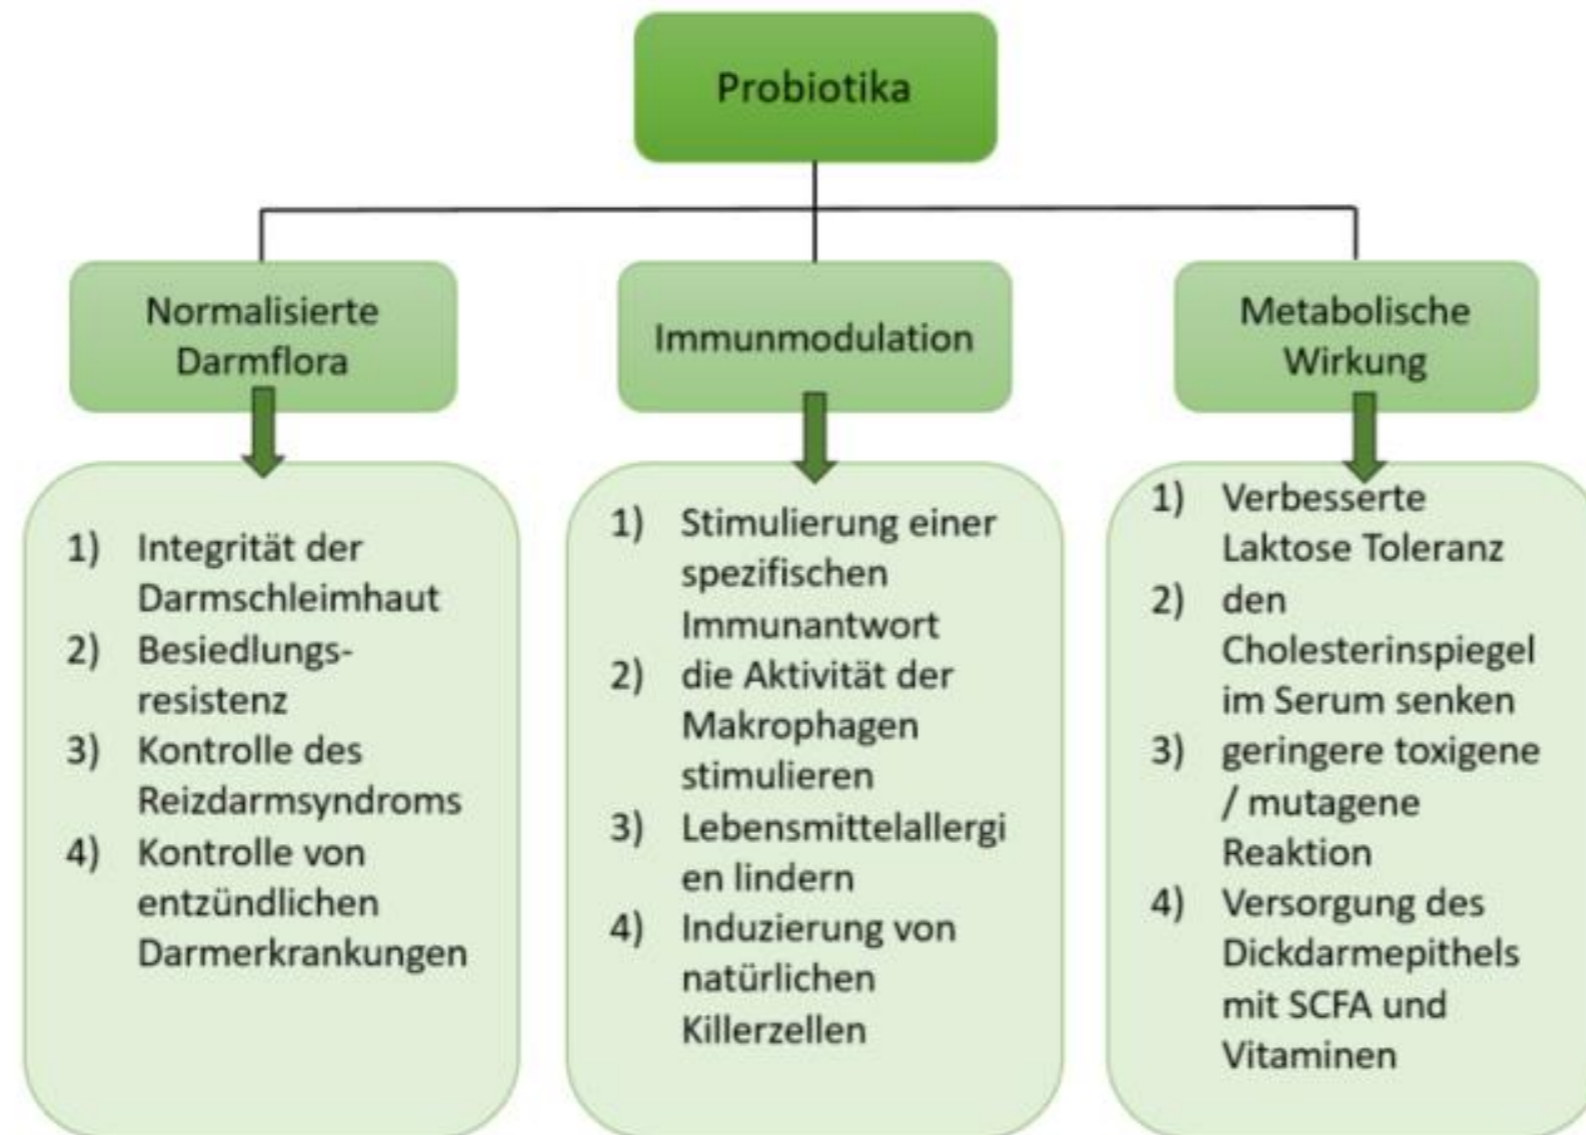 Probiotika
Normalisierte
Darmflora
1) Integrität der
Darmschleimhaut
2) Besiedlungs-
resistenz
3) Kontrolle des
Reizdarmsyndroms
4) Kontrolle von
entzündlichen
Darmerkrankungen
Immunmodulation
1) Stimulierung einer
spezifischen
Immunantwort
2) die Aktivität der
Makrophagen
stimulieren
3) Lebensmittelallergi
en lindern
4) Induzierung von
natürlichen
Killerzellen
Metabolische
Wirkung
1) Verbesserte
Laktose Toleranz
2) den
Cholesterinspiegel
im Serum senken
3) geringere toxigene
/ mutagene
Reaktion
4) Versorgung des
Dickdarmepithels
mit SCFA und
Vitaminen